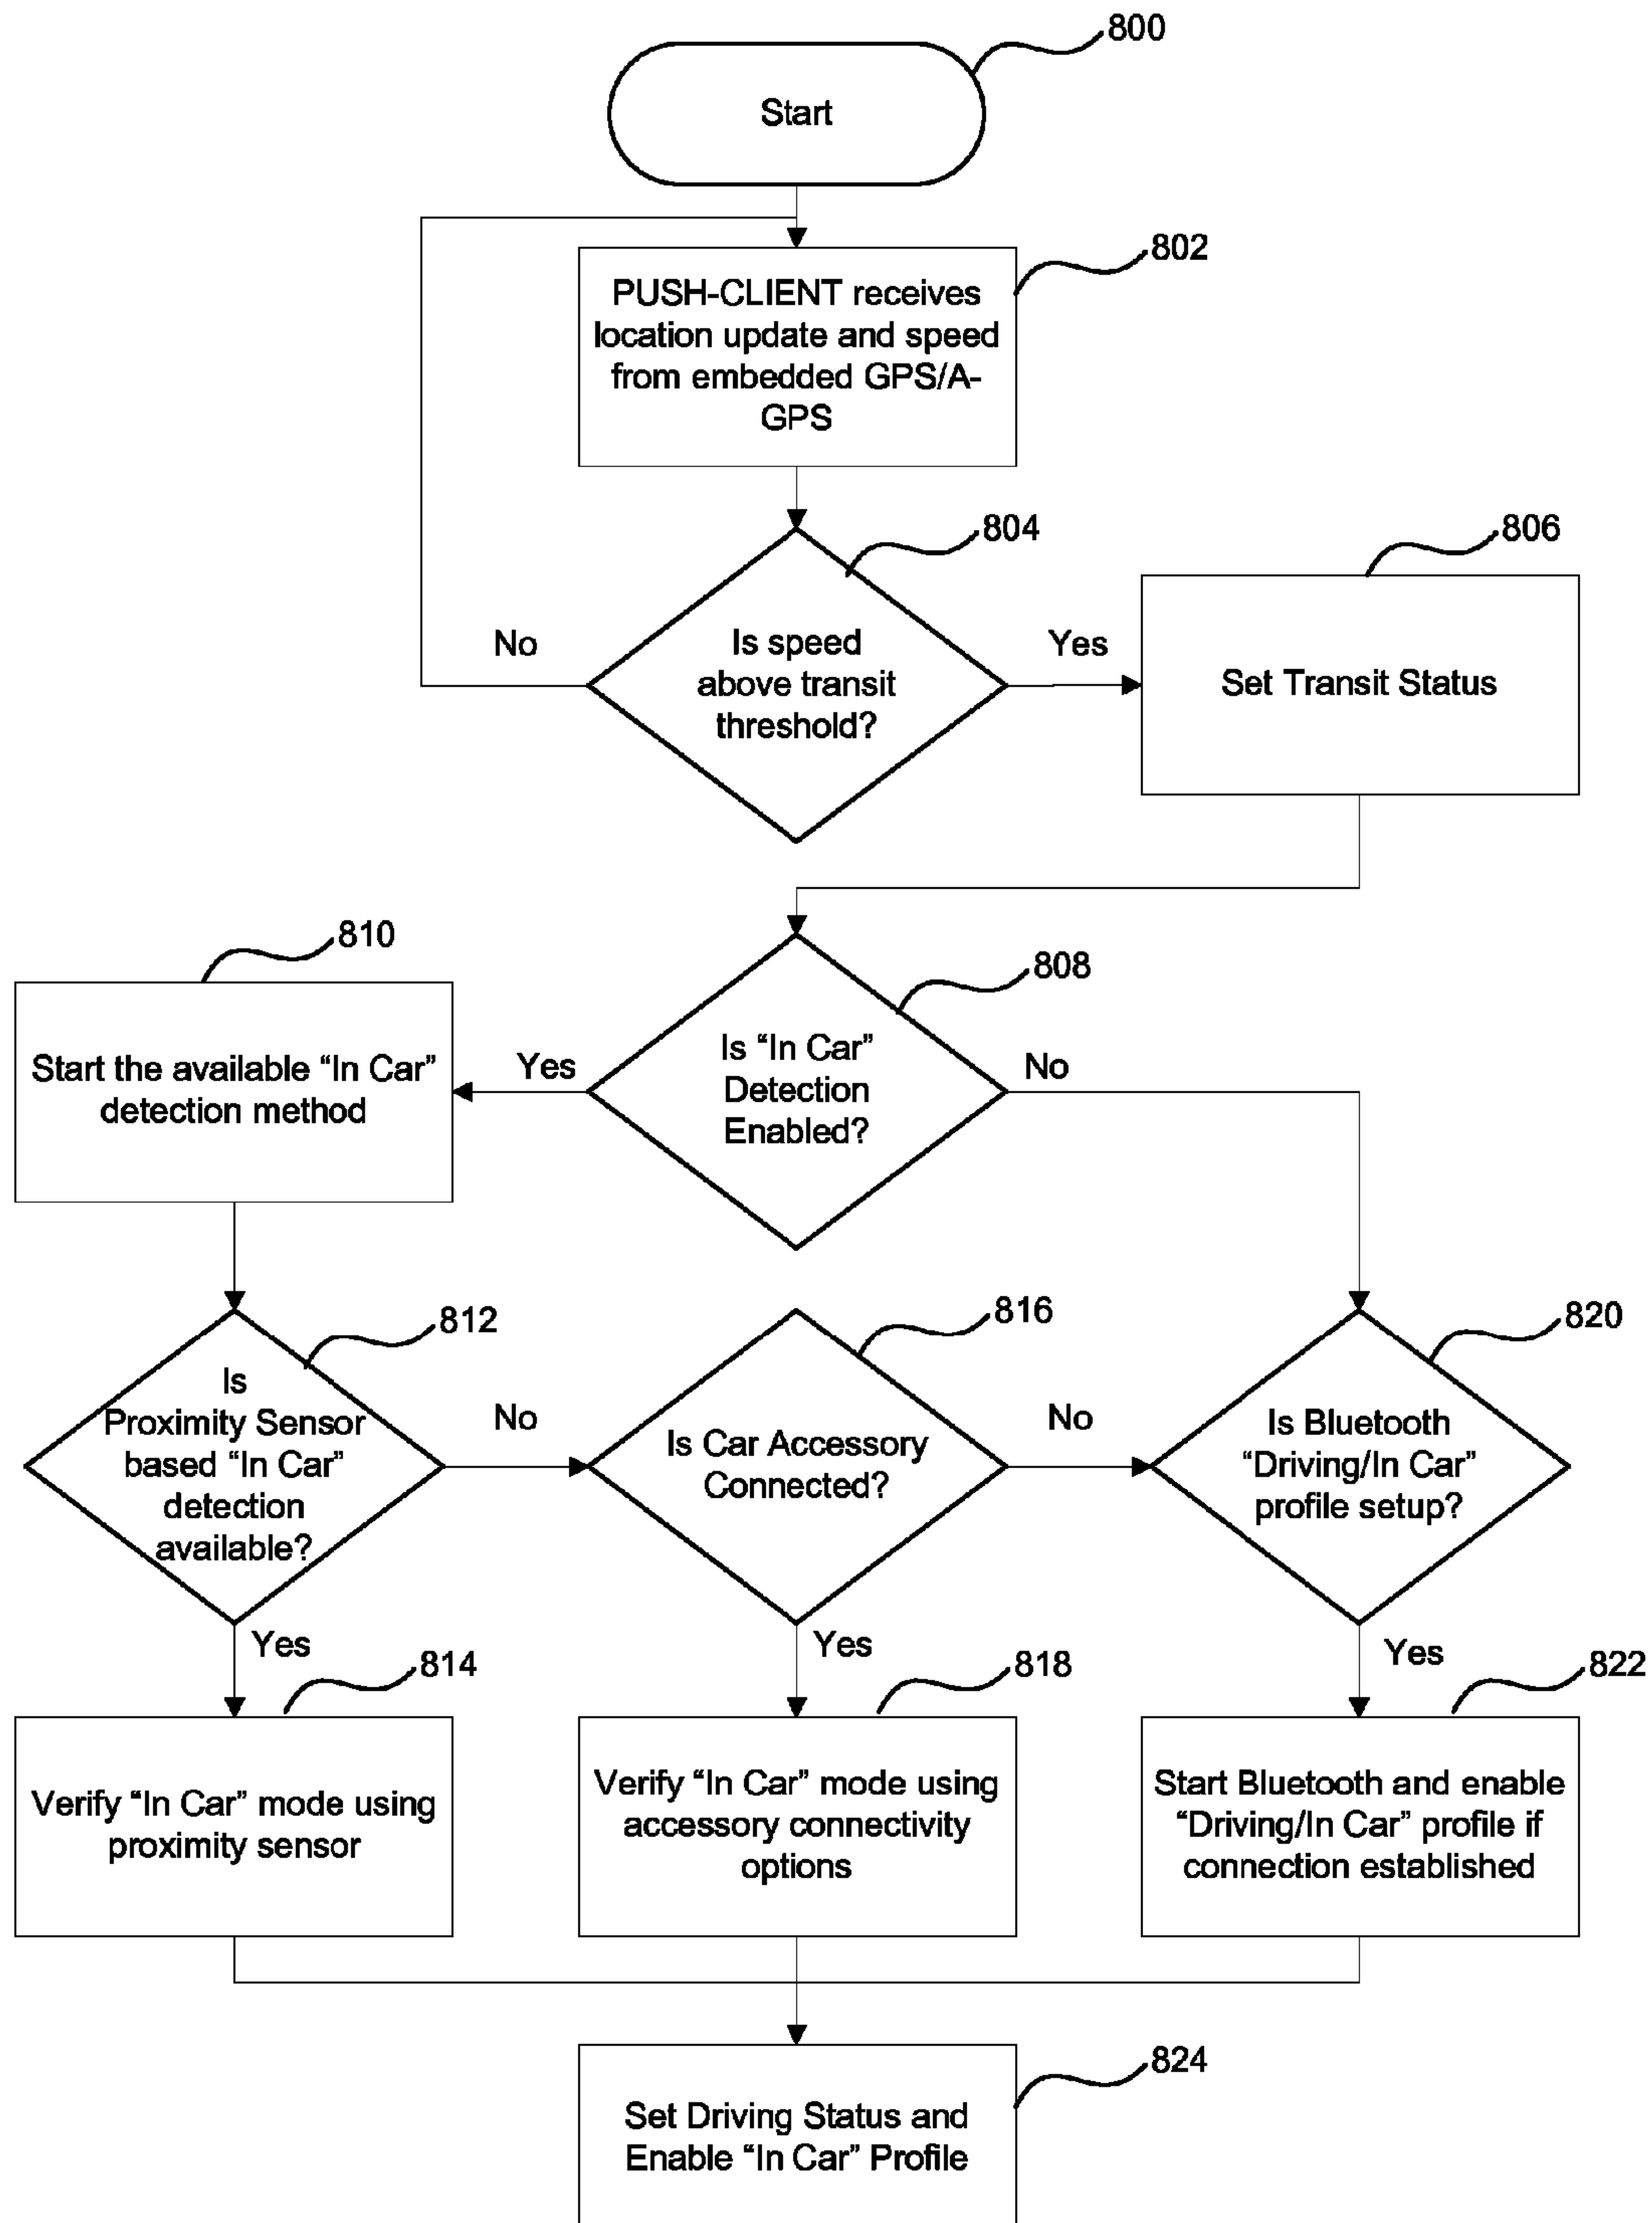 800
Start
802
PUSH-CLIENT receives
location update and speed
from embedded GPS/A-
GPS
804
806
No
Is speed
above transit
threshold?
Yes
Set Transit Status
810
808
Start the available “In Car”
detection method
Yes
Is “In Car”
Detection
Enabled?
No
812
816
820
Is
Proximity Sensor
based “In Car”
detection
available?
No
Is Car Accessory
Connected?
No
Is Bluetooth
“Driving/In Car”
profile setup?
Yes
Yes
Yes
814
818
822
Verify “In Car” mode using
proximity sensor
Verify “In Car” mode using
accessory connectivity
options
Start Bluetooth and enable
“Driving/In Car” profile if
connection established
824
Set Driving Status and
Enable “In Car” Profile